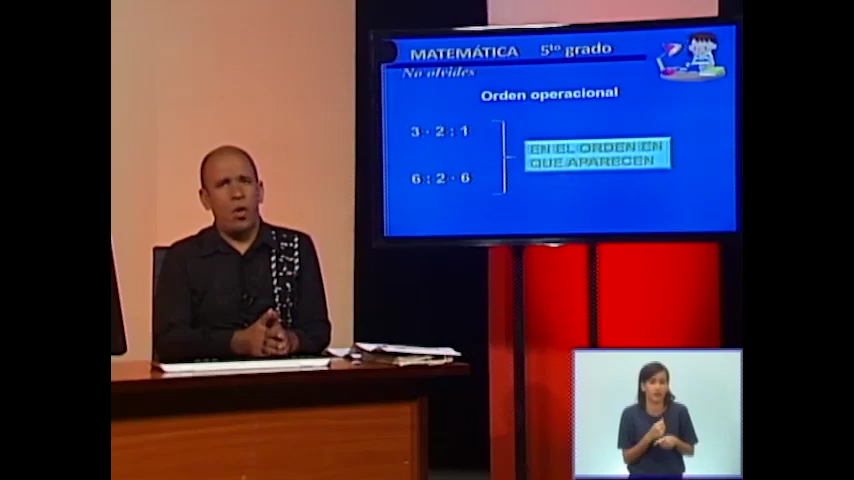 MATEMÁTICA 5to grado
No olvides
Orden operacional
3 · 2 : 1
6 : 2 · 6
EN EL ORDEN EN
QUE APARECEN